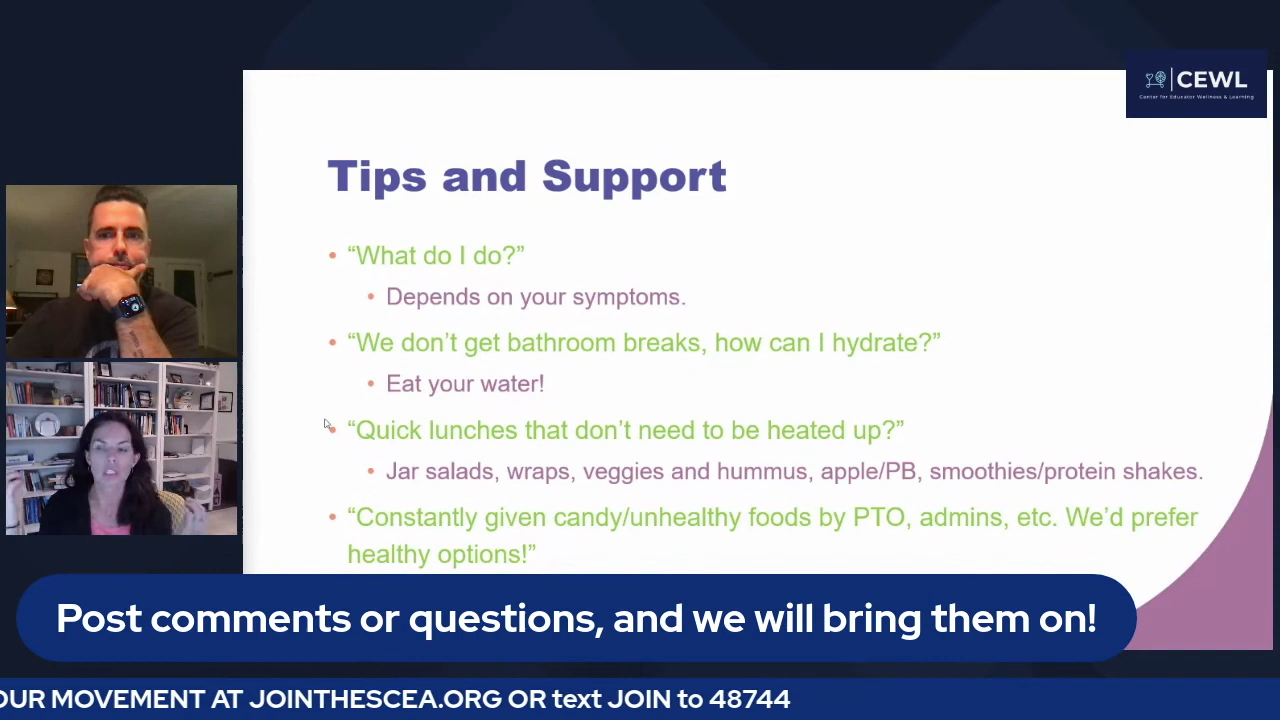 CEWL
Center for Educator Wellness & Learning
Tips and Support
• “What do I do?”
• Depends on your symptoms.
• “We don’t get bathroom breaks, how can I hydrate?”
• Eat your water!
• “Quick lunches that don’t need to be heated up?”
• Jar salads, wraps, veggies and hummus, apple/PB, smoothies/protein shakes.
• “Constantly given candy/unhealthy foods by PTO, admins, etc. We’d prefer
healthy options!”
Post comments or questions, and we will bring them on!
OUR MOVEMENT AT JOINTHESCEA.ORG OR text JOIN to 48744